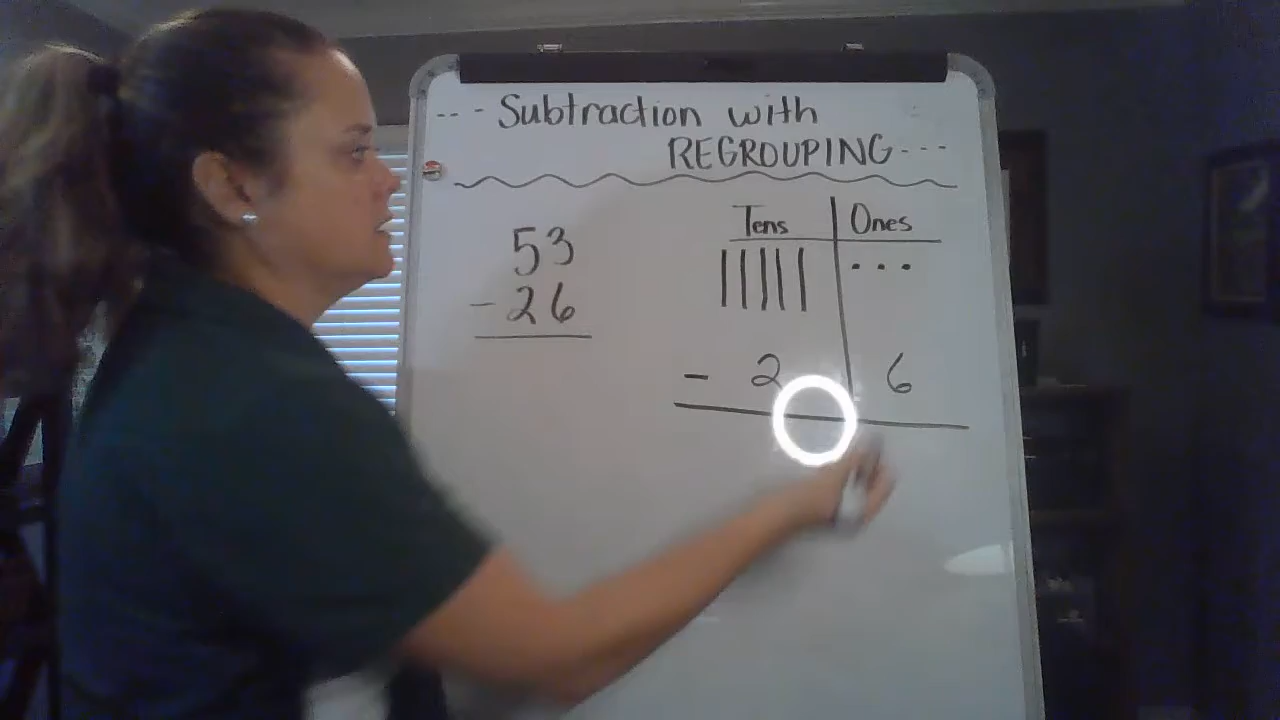 --- Subtraction with
REGROUPING---
53
-26
Tens Ones
- 2 6